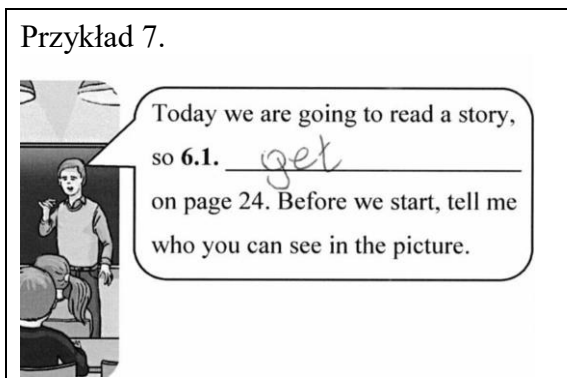 Przykład 7.
Today we are going to read a story,
so 6.1. get
on page 24. Before we start, tell me
who you can see in the picture.